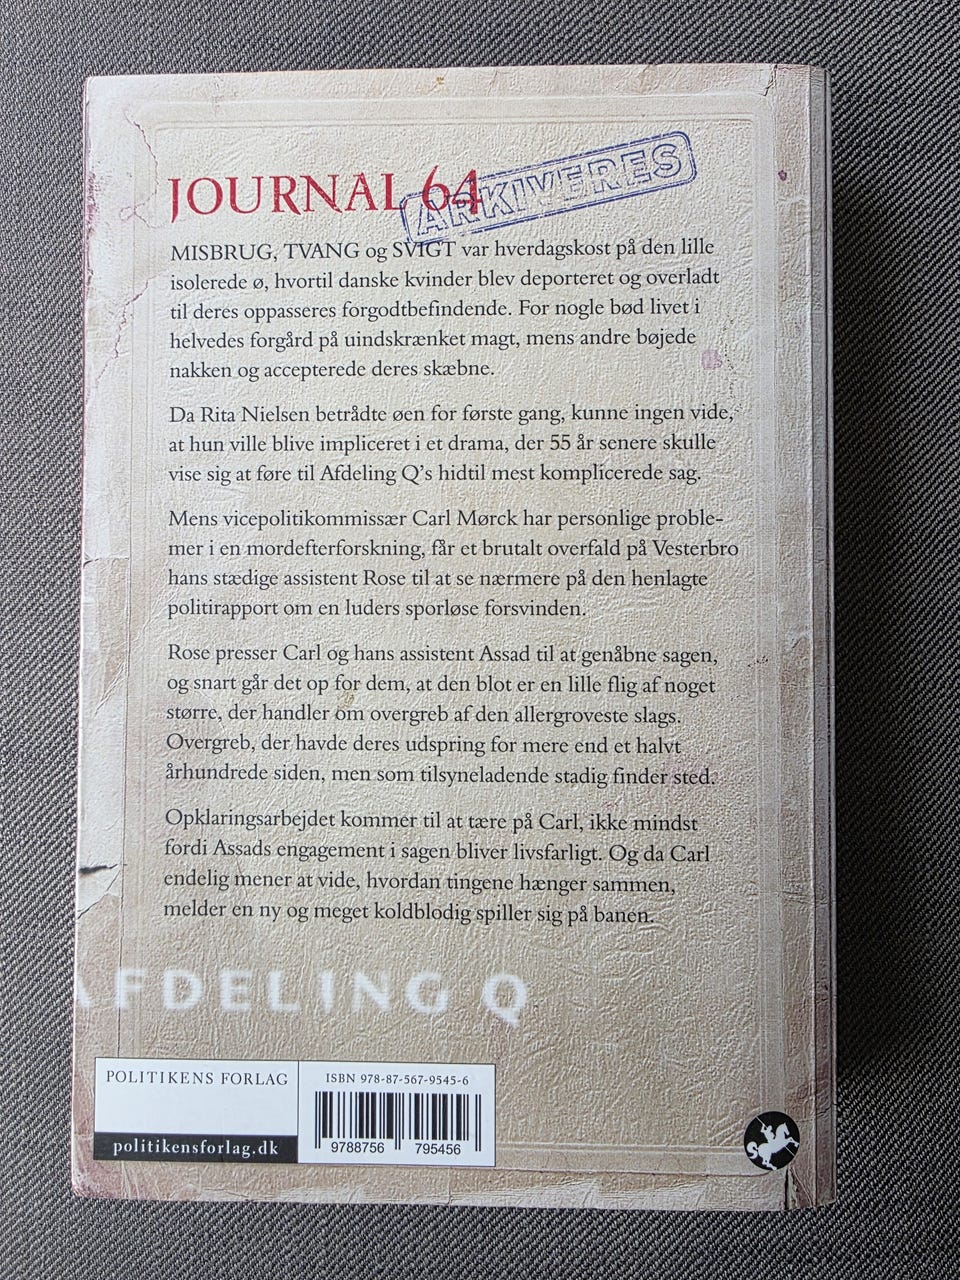 JOURNAL 64
ARKIVERES
MISBRUG, TVANG og SVIGT var hverdagskost på den lille
isolerede ø, hvortil danske kvinder blev deporteret og overladt
til deres oppasseres forgodtbefindende. For nogle bød livet i
helvedes forgård på uindskrænket magt, mens andre bøjede
nakken og accepterede deres skæbne.
Da Rita Nielsen betrådte øen for første gang, kunne ingen vide,
at hun ville blive impliceret i et drama, der 55 år senere skulle
vise sig at føre til Afdeling Q's hidtil mest komplicerede sag.
Mens vicepolitikommissær Carl Mørck har personlige proble-
mer i en mordefterforskning, får et brutalt overfald på Vesterbro
hans stædige assistent Rose til at se nærmere på den henlagte
politirapport om en luders sporløse forsvinden.
Rose presser Carl og hans assistent Assad til at genåbne sagen,
og snart går det op for dem, at den blot er en lille flig af noget
større, der handler om overgreb af den allergroveste slags.
Overgreb, der havde deres udspring for mere end et halvt
århundrede siden, men som tilsyneladende stadig finder sted.
Opklaringsarbejdet kommer til at tære på Carl, ikke mindst
fordi Assads engagement i sagen bliver livsfarligt. Og da Carl
endelig mener at vide, hvordan tingene hænger sammen,
melder en ny og meget koldblodig spiller sig på banen.
AFDELING Q
POLITIKENS FORLAG
politikensforlag.dk
ISBN 978-87-567-9545-6
9788756 795456